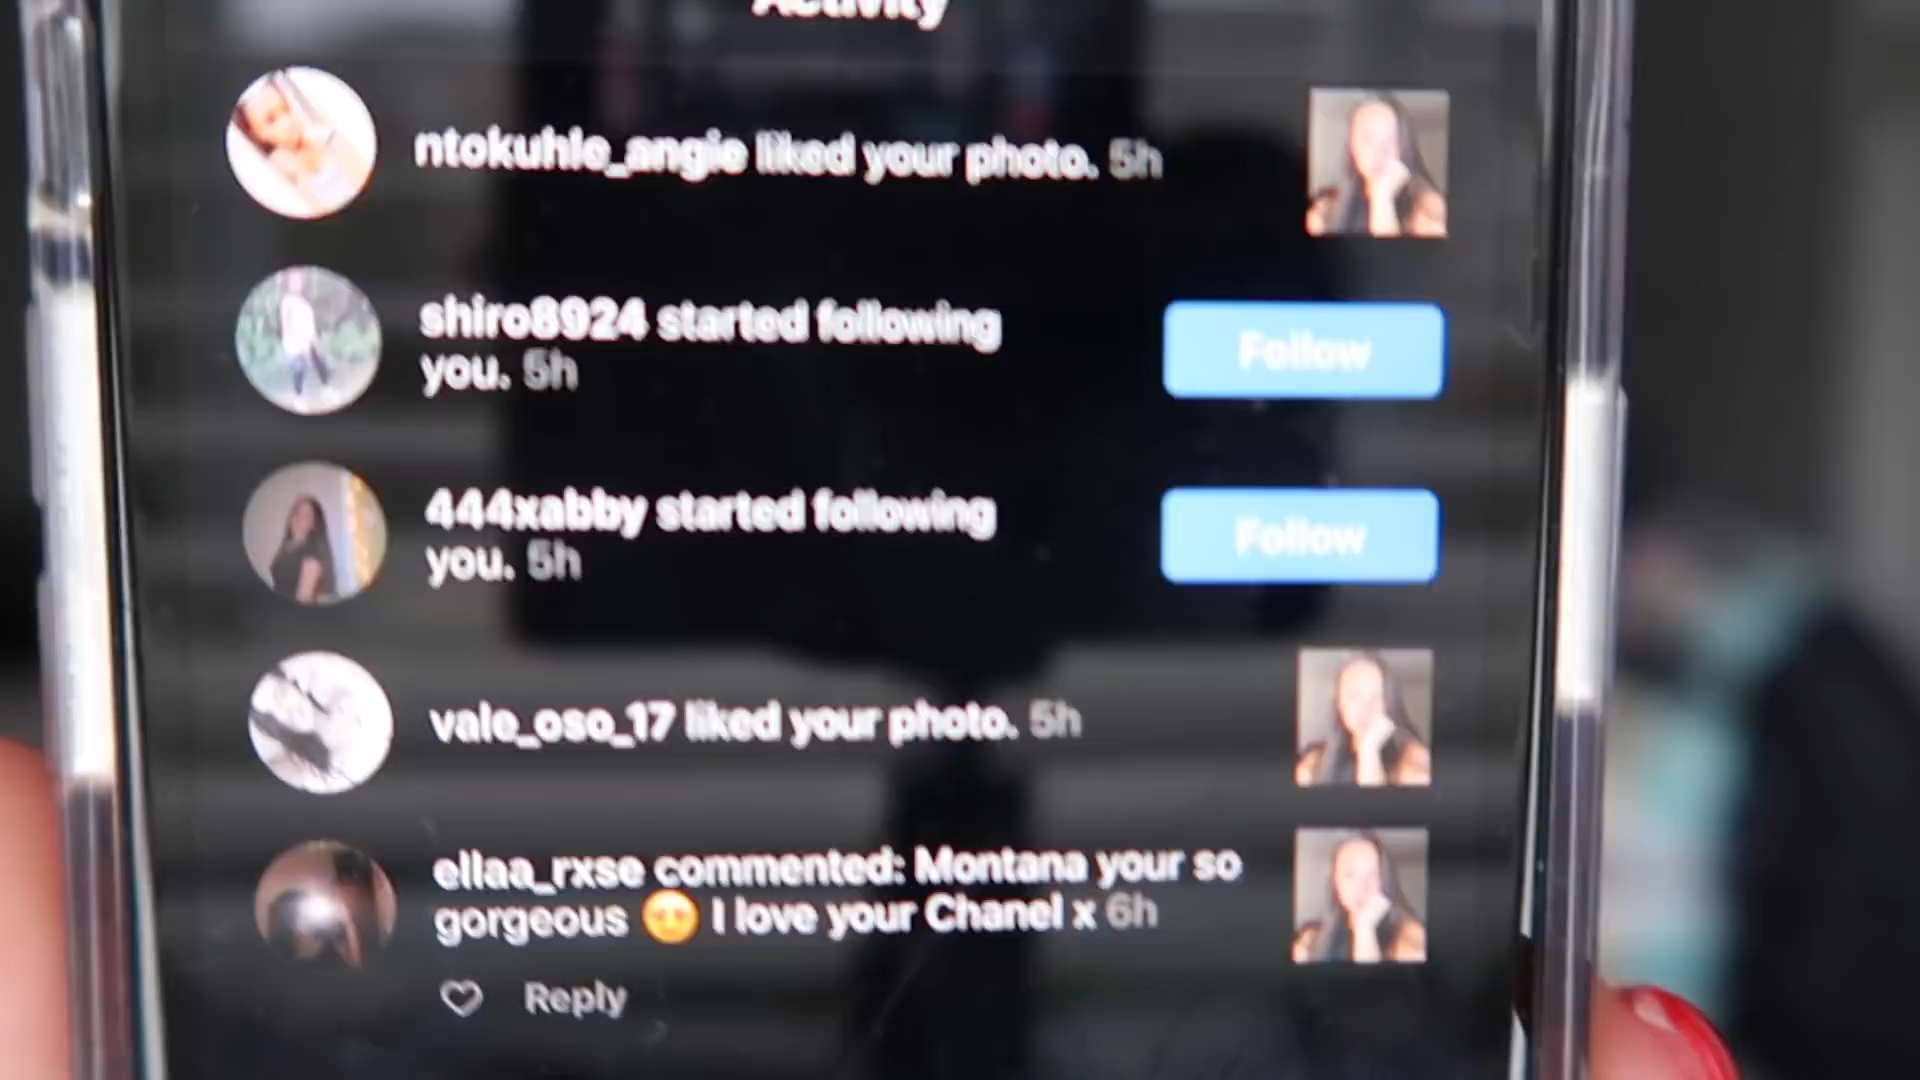 Activity
ntokuhle_angie liked your photo. 5h
shiro8924 started following
you. 5h
Follow
444xabby started following
you. 5h
Follow
vale_oso_17 liked your photo. 5h
ellaa_rxse commented: Montana your so
gorgeous 😍 I love your Chanel x 6h
Reply